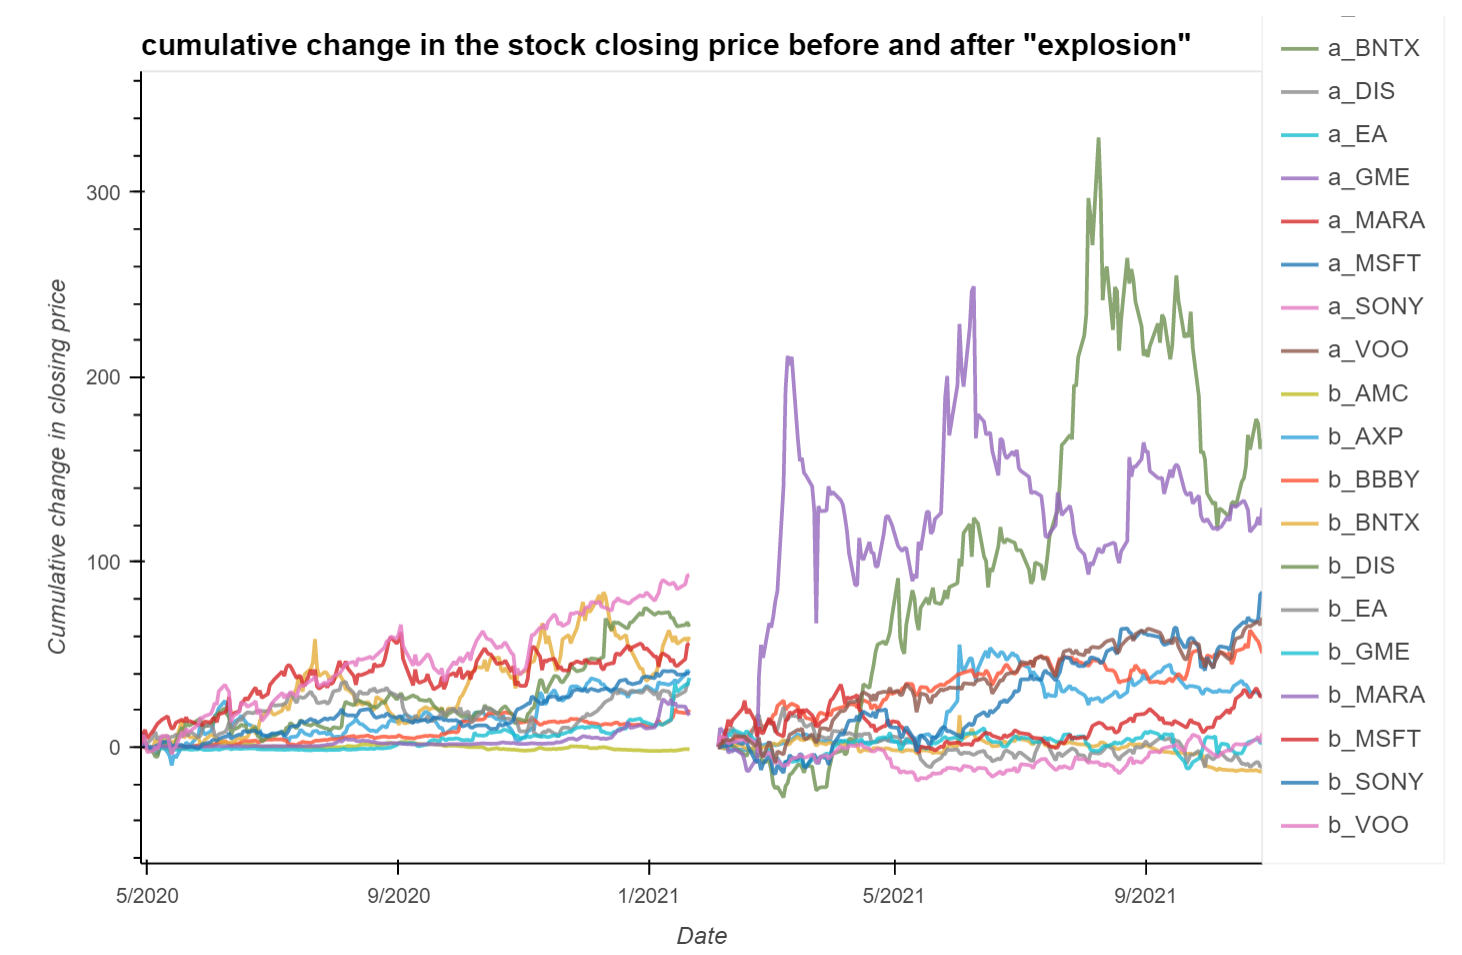 cumulative change in the stock closing price before and after "explosion"
Cumulative change in closing price
300
200
100
0
5/2020
9/2020
1/2021
5/2021
9/2021
Date
a_BNTX
a_DIS
a_EA
a_GME
a_MARA
a_MSFT
a_SONY
a_VOO
b_AMC
b_AXP
b_BBBY
b_BNTX
b_DIS
b_EA
b_GME
b_MARA
b_MSFT
b_SONY
b_VOO